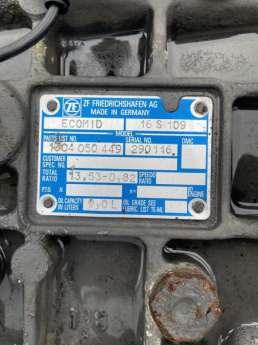 ZF
ZF FRIEDRICHSHAFEN AG
MADE IN GERMANY
ECOMID 16 S 109
MODEL
PARTS LIST NO. SERIAL NO. DMC
1304 050 449 290116
CUSTOMER
SPEC. NO.
TOTAL
RATIO 13,53-0,82 SPEEDO
RATIO
P.T.O. N n= ENGINE
OIL CAPACITY
IN LITERS OIL GRADE SEE
LUBRIC. LIST TE-ML